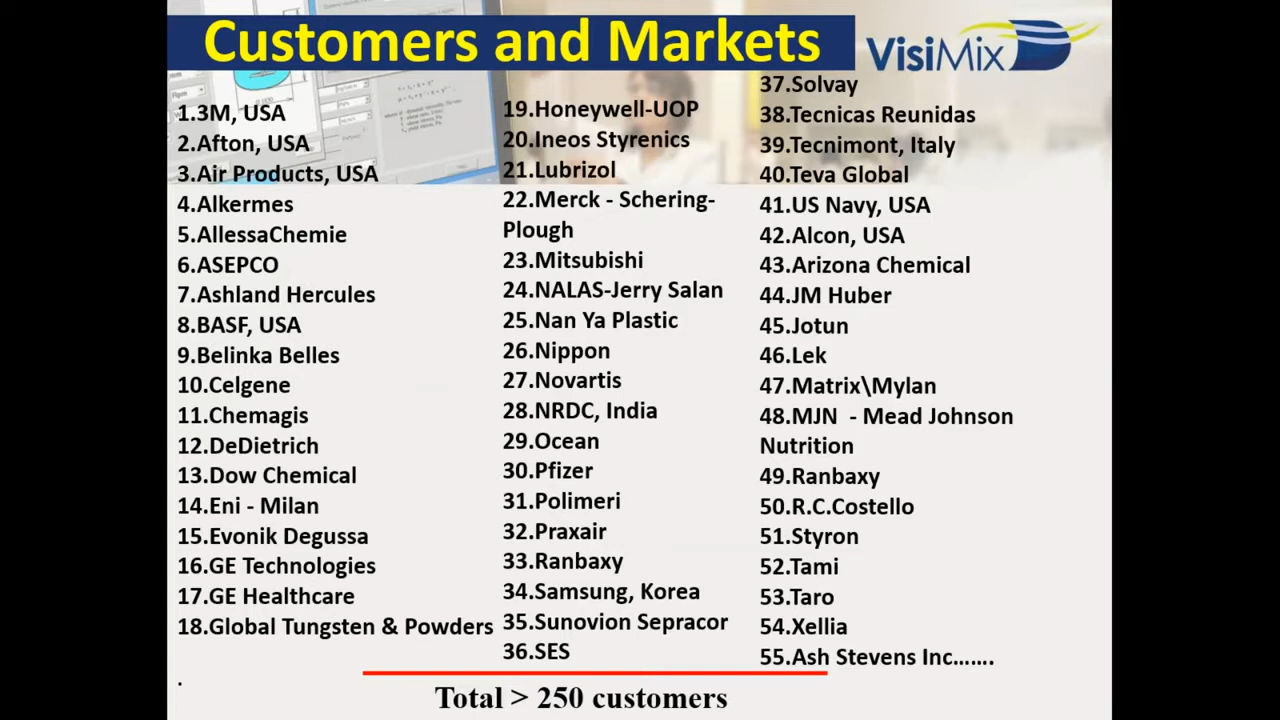 Customers and Markets
VisiMix
1.3M, USA
2.Afton, USA
3.Air Products, USA
4.Alkermes
5.AllessaChemie
6.ASEPCO
7.Ashland Hercules
8.BASF, USA
9.Belinka Belles
10.Celgene
11.Chemagis
12.DeDietrich
13.Dow Chemical
14.Eni - Milan
15.Evonik Degussa
16.GE Technologies
17.GE Healthcare
18.Global Tungsten & Powders
.
19.Honeywell-UOP
20.Ineos Styrenics
21.Lubrizol
22.Merck - Schering-
Plough
23.Mitsubishi
24.NALAS-Jerry Salan
25.Nan Ya Plastic
26.Nippon
27.Novartis
28.NRDC, India
29.Ocean
30.Pfizer
31.Polimeri
32.Praxair
33.Ranbaxy
34.Samsung, Korea
35.Sunovion Sepracor
36.SES
37.Solvay
38.Tecnicas Reunidas
39.Tecnimont, Italy
40.Teva Global
41.US Navy, USA
42.Alcon, USA
43.Arizona Chemical
44.JM Huber
45.Jotun
46.Lek
47.Matrix\Mylan
48.MJN  - Mead Johnson
Nutrition
49.Ranbaxy
50.R.C.Costello
51.Styron
52.Tami
53.Taro
54.Xellia
55.Ash Stevens Inc…….
Total > 250 customers